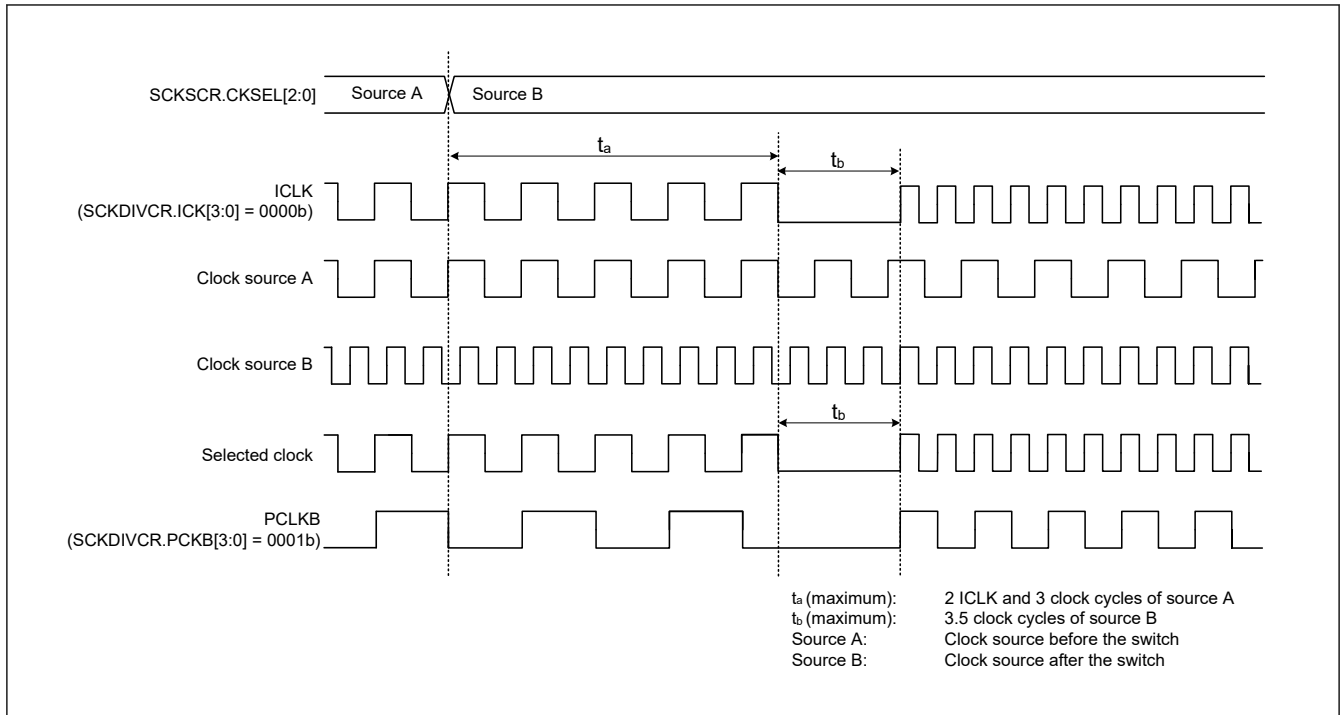 SCKSCR.CKSEL[2:0] Source A Source B
ta
tb
ICLK
(SCKDIVCR.ICK[3:0] = 0000b)
Clock source A
Clock source B
tb
Selected clock
PCLKB
(SCKDIVCR.PCKB[3:0] = 0001b)
ta (maximum): 2 ICLK and 3 clock cycles of source A
tb (maximum): 3.5 clock cycles of source B
Source A: Clock source before the switch
Source B: Clock source after the switch